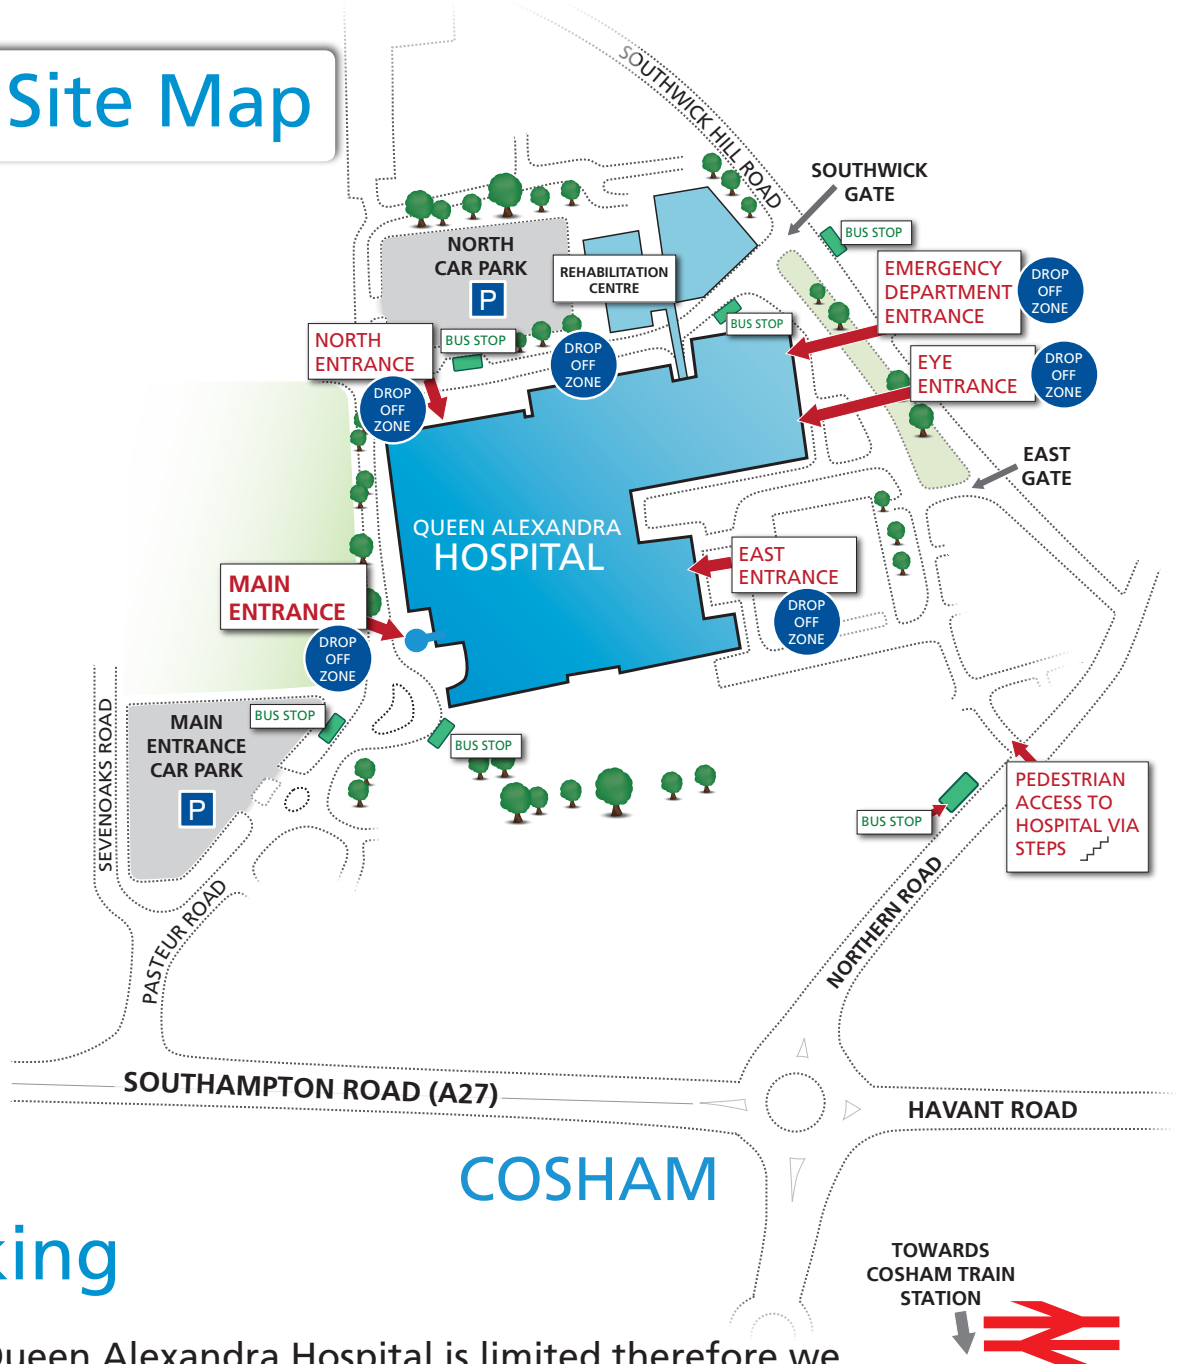 Site Map
SOUTHWICK HILL ROAD
SOUTHWICK
GATE
BUS STOP
NORTH
CAR PARK
P
REHABILITATION
CENTRE
EMERGENCY
DEPARTMENT
ENTRANCE
DROP
OFF
ZONE
BUS STOP
NORTH
ENTRANCE
BUS STOP
DROP
OFF
ZONE
EYE
ENTRANCE
DROP
OFF
ZONE
DROP
OFF
ZONE
EAST
GATE
QUEEN ALEXANDRA
HOSPITAL
EAST
ENTRANCE
DROP
OFF
ZONE
MAIN
ENTRANCE
DROP
OFF
ZONE
SEVENOAKS ROAD
MAIN
ENTRANCE
CAR PARK
P
BUS STOP
BUS STOP
PEDESTRIAN
ACCESS TO
HOSPITAL VIA
STEPS
BUS STOP
PASTEUR ROAD
NORTHERN ROAD
SOUTHAMPTON ROAD (A27)
HAVANT ROAD
COSHAM
king
TOWARDS
COSHAM TRAIN
STATION
Queen Alexandra Hospital is limited therefore we